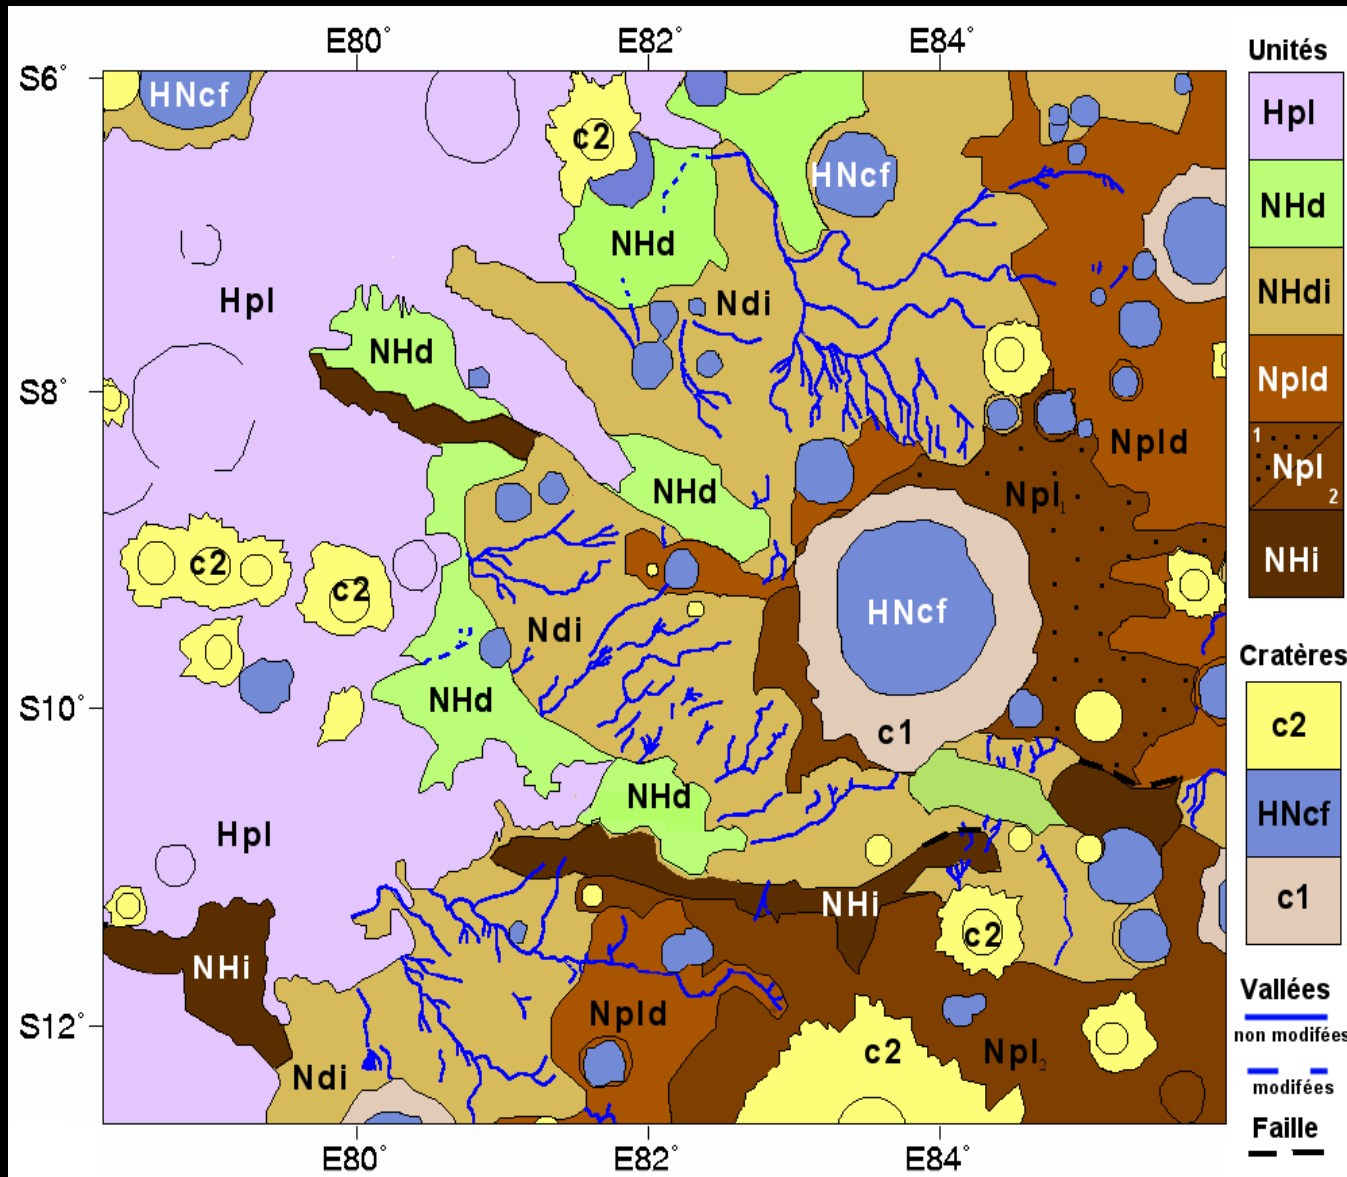 E80° E82° E84°
S6°
S8°
S10°
S12°
E80° E82° E84°
HNcf
c2
HNcf
NHd
Hpl
Ndi
NHd
Npld
NHd
Npl1
c2
c2
HNcf
Ndi
NHd
c1
NHd
Hpl
NHi
c2
NHi
Npld
c2
Npl2
Ndi
Unités
Hpl
NHd
NHdi
Npld
1
Npl
2
NHi
Cratères
c2
HNcf
c1
Vallées
non modifées
modifées
Faille